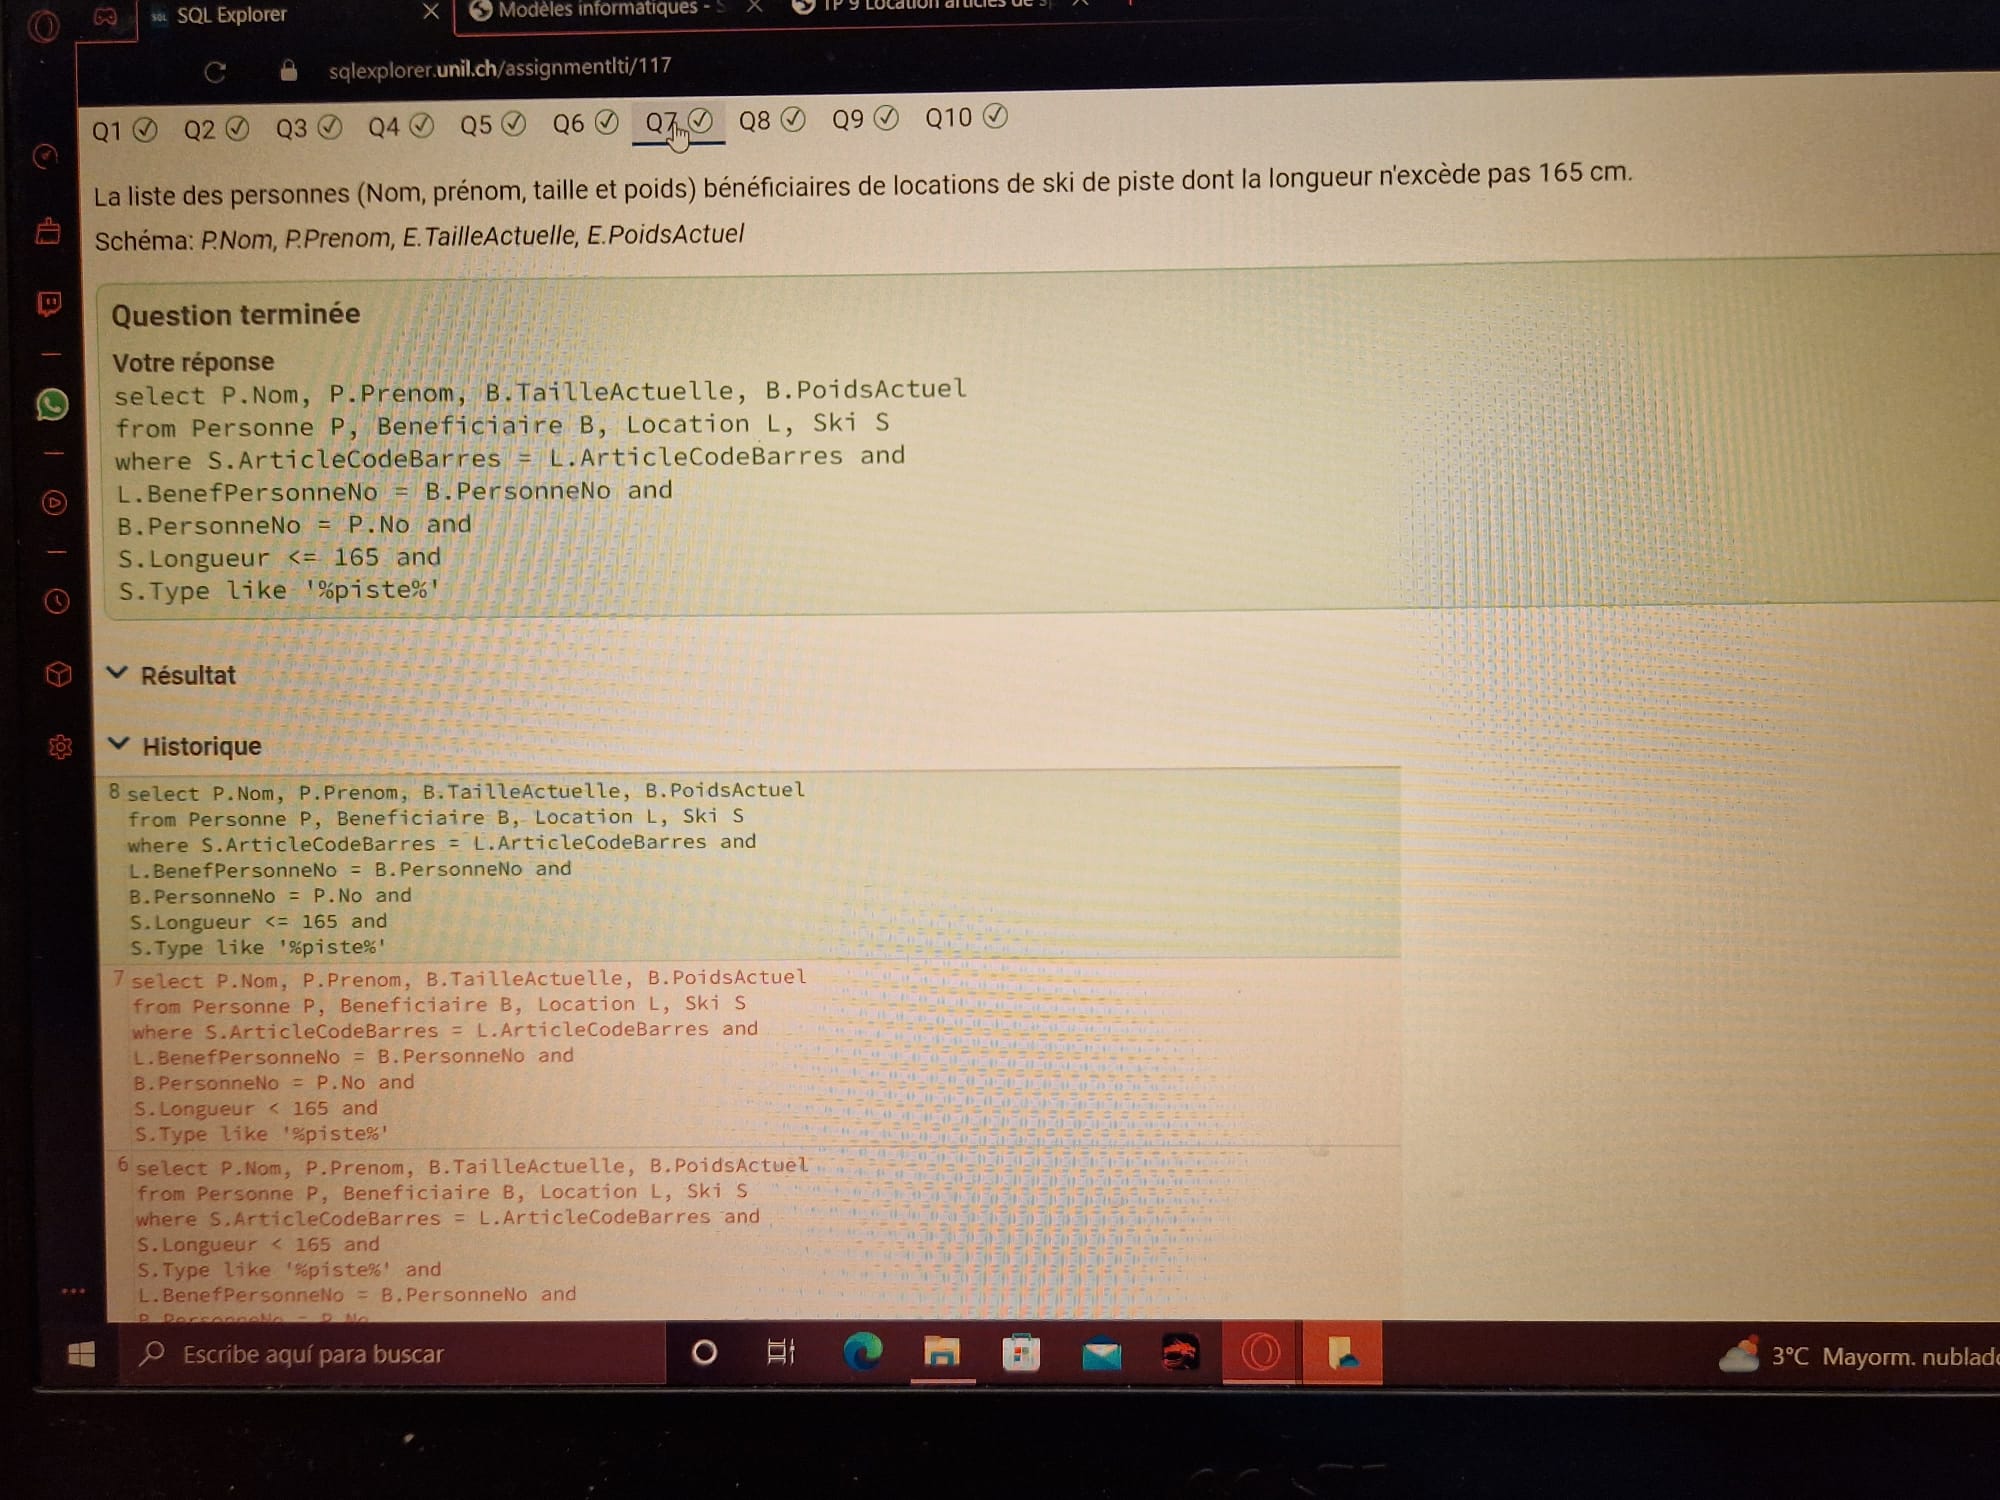 SQL Explorer
Modèles informatiques -
TP 9 Location articles de
sqlexplorer.unil.ch/assignmentlti/117
Q1 Q2 Q3 Q4 Q5 Q6 Q7 Q8 Q9 Q10
La liste des personnes (Nom, prénom, taille et poids) bénéficiaires de locations de ski de piste dont la longueur n'excède pas 165 cm.
Schéma: P.Nom, P.Prenom, E.TailleActuelle, E.PoidsActuel
Question terminée
Votre réponse
select P.Nom, P.Prenom, B.TailleActuelle, B.PoidsActuel
from Personne P, Beneficiaire B, Location L, Ski S
where S.ArticleCodeBarres = L.ArticleCodeBarres and
L.BenefPersonneNo = B.PersonneNo and
B.PersonneNo = P.No and
S.Longueur <= 165 and
S.Type like '%piste%'
Résultat
Historique
8 select P.Nom, P.Prenom, B.TailleActuelle, B.PoidsActuel
from Personne P, Beneficiaire B, Location L, Ski S
where S.ArticleCodeBarres = L.ArticleCodeBarres and
L.BenefPersonneNo = B.PersonneNo and
B.PersonneNo = P.No and
S.Longueur <= 165 and
S.Type like '%piste%'
7 select P.Nom, P.Prenom, B.TailleActuelle, B.PoidsActuel
from Personne P, Beneficiaire B, Location L, Ski S
where S.ArticleCodeBarres = L.ArticleCodeBarres and
L.BenefPersonneNo = B.PersonneNo and
B.PersonneNo = P.No and
S.Longueur < 165 and
S.Type like '%piste%'
6 select P.Nom, P.Prenom, B.TailleActuelle, B.PoidsActuel
from Personne P, Beneficiaire B, Location L, Ski S
where S.ArticleCodeBarres = L.ArticleCodeBarres and
S.Longueur < 165 and
S.Type like '%piste%' and
L.BenefPersonneNo = B.PersonneNo and
B.PersonneNo = P.No
Escribe aquí para buscar
3°C Mayorm. nublado